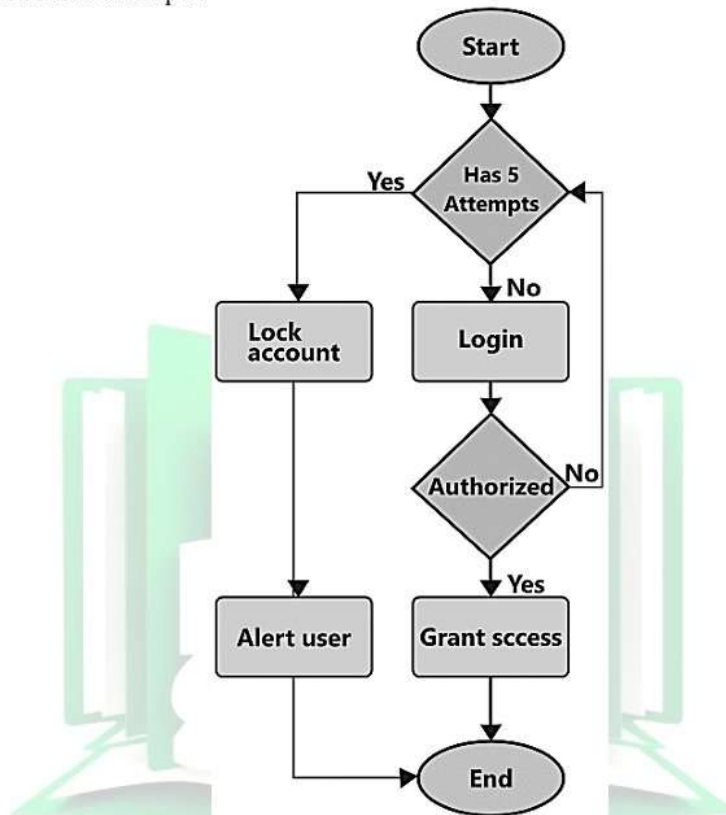 Start
Has 5
Attempts
Yes
No
Lock
account
Login
Authorized
No
Yes
Alert user
Grant sccess
End